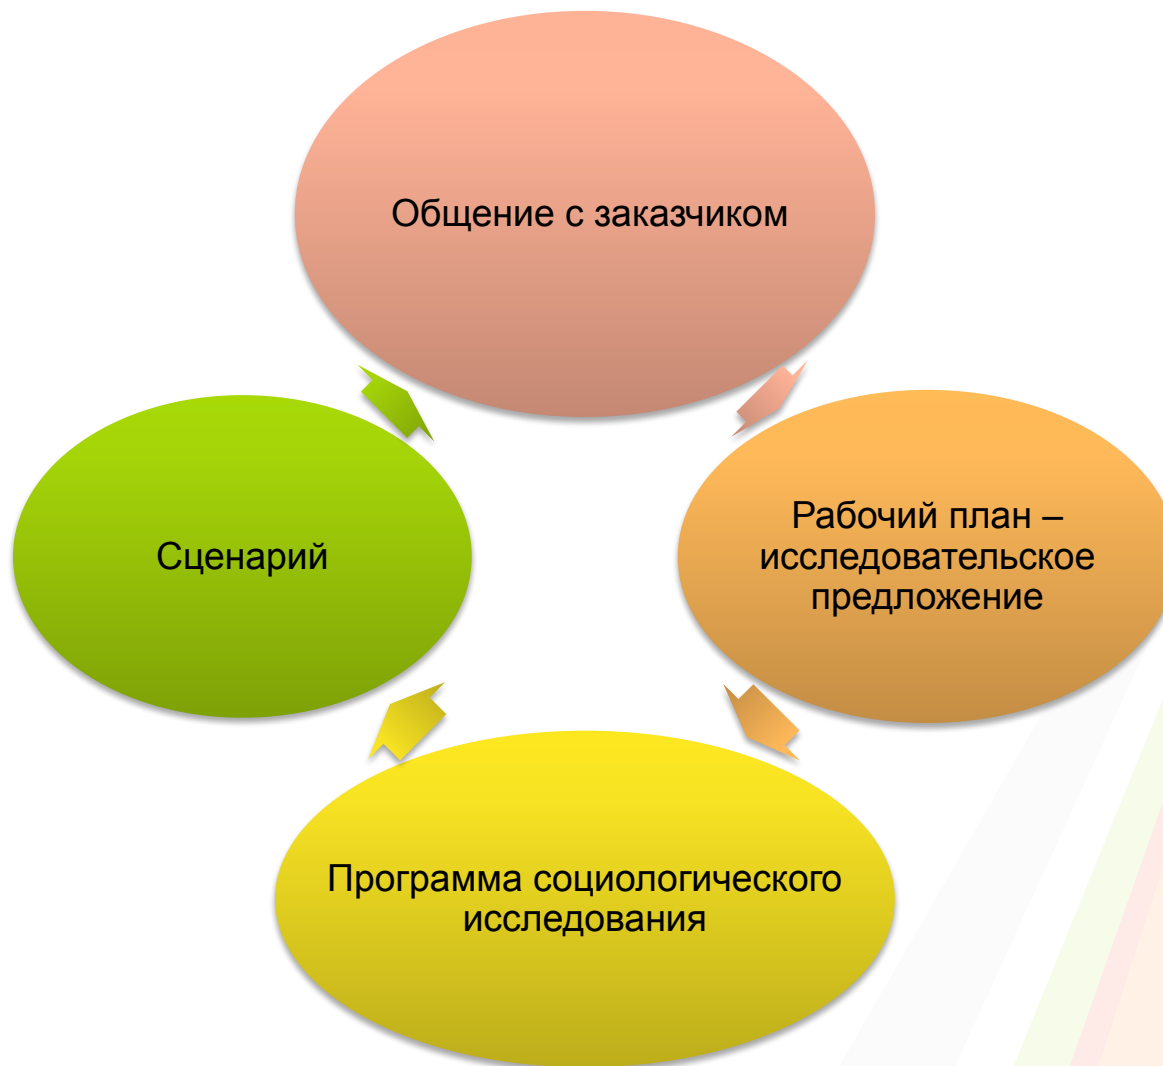 Общение с заказчиком
Сценарий
Рабочий план –
исследовательское
предложение
Программа социологического
исследования